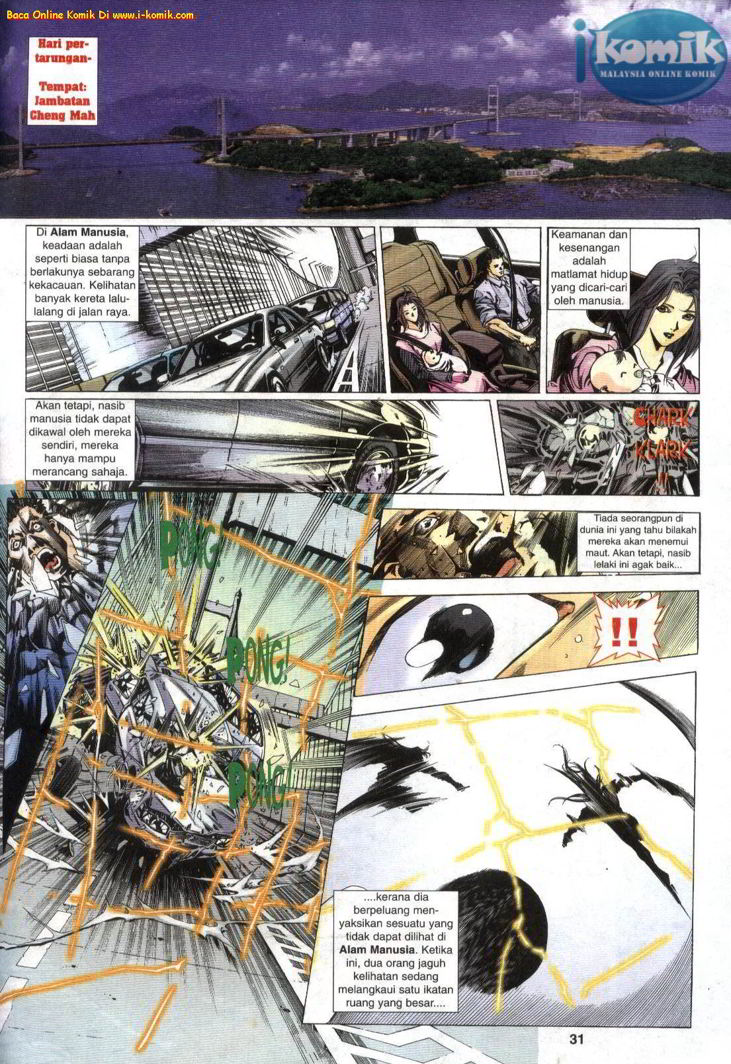 Baca Online Komik Di www.i-komik.com
ikomik
MALAYSIA ONLINE KOMIK
Hari per-
tarungan-
Tempat:
Jambatan
Cheng Mah
Di Alam Manusia,
keadaan adalah
seperti biasa tanpa
berlakunya sebarang
kekacauan. Kelihatan
banyak kereta lalu-
lalang di jalan raya.
Keamanan dan
kesenangan
adalah
matlamat hidup
yang dicari-cari
oleh manusia.
Akan tetapi, nasib
manusia tidak dapat
dikawal oleh mereka
sendiri, mereka
hanya mampu
merancang sahaja.
CHARK
KLARK
!!
PONG!
PONG!
PONG!
Tiada seorangpun di
dunia ini yang tahu bilakah
mereka akan menemui
maut. Akan tetapi, nasib
lelaki ini agak baik...
!!
....kerana dia
berpeluang men-
yaksikan sesuatu yang
tidak dapat dilihat di
Alam Manusia. Ketika
ini, dua orang jaguh
kelihatan sedang
melangkaui satu ikatan
ruang yang besar....
31